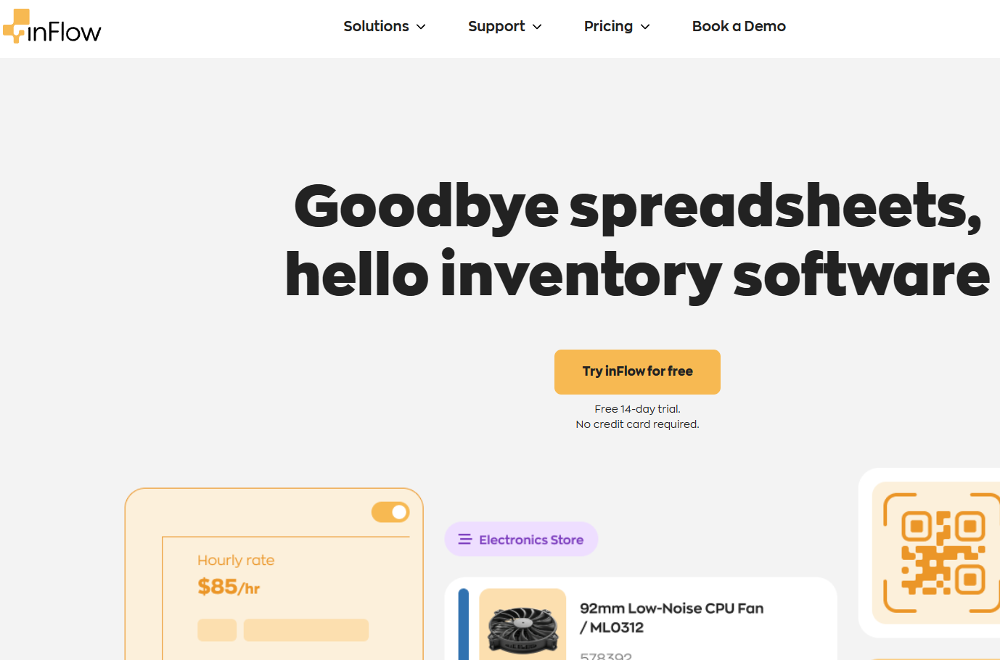 inFlow
Solutions
Support
Pricing
Book a Demo
Goodbye spreadsheets,
hello inventory software
Try inFlow for free
Free 14-day trial.
No credit card required.
Hourly rate
$85/hr
Electronics Store
92mm Low-Noise CPU Fan
/ ML0312
578392